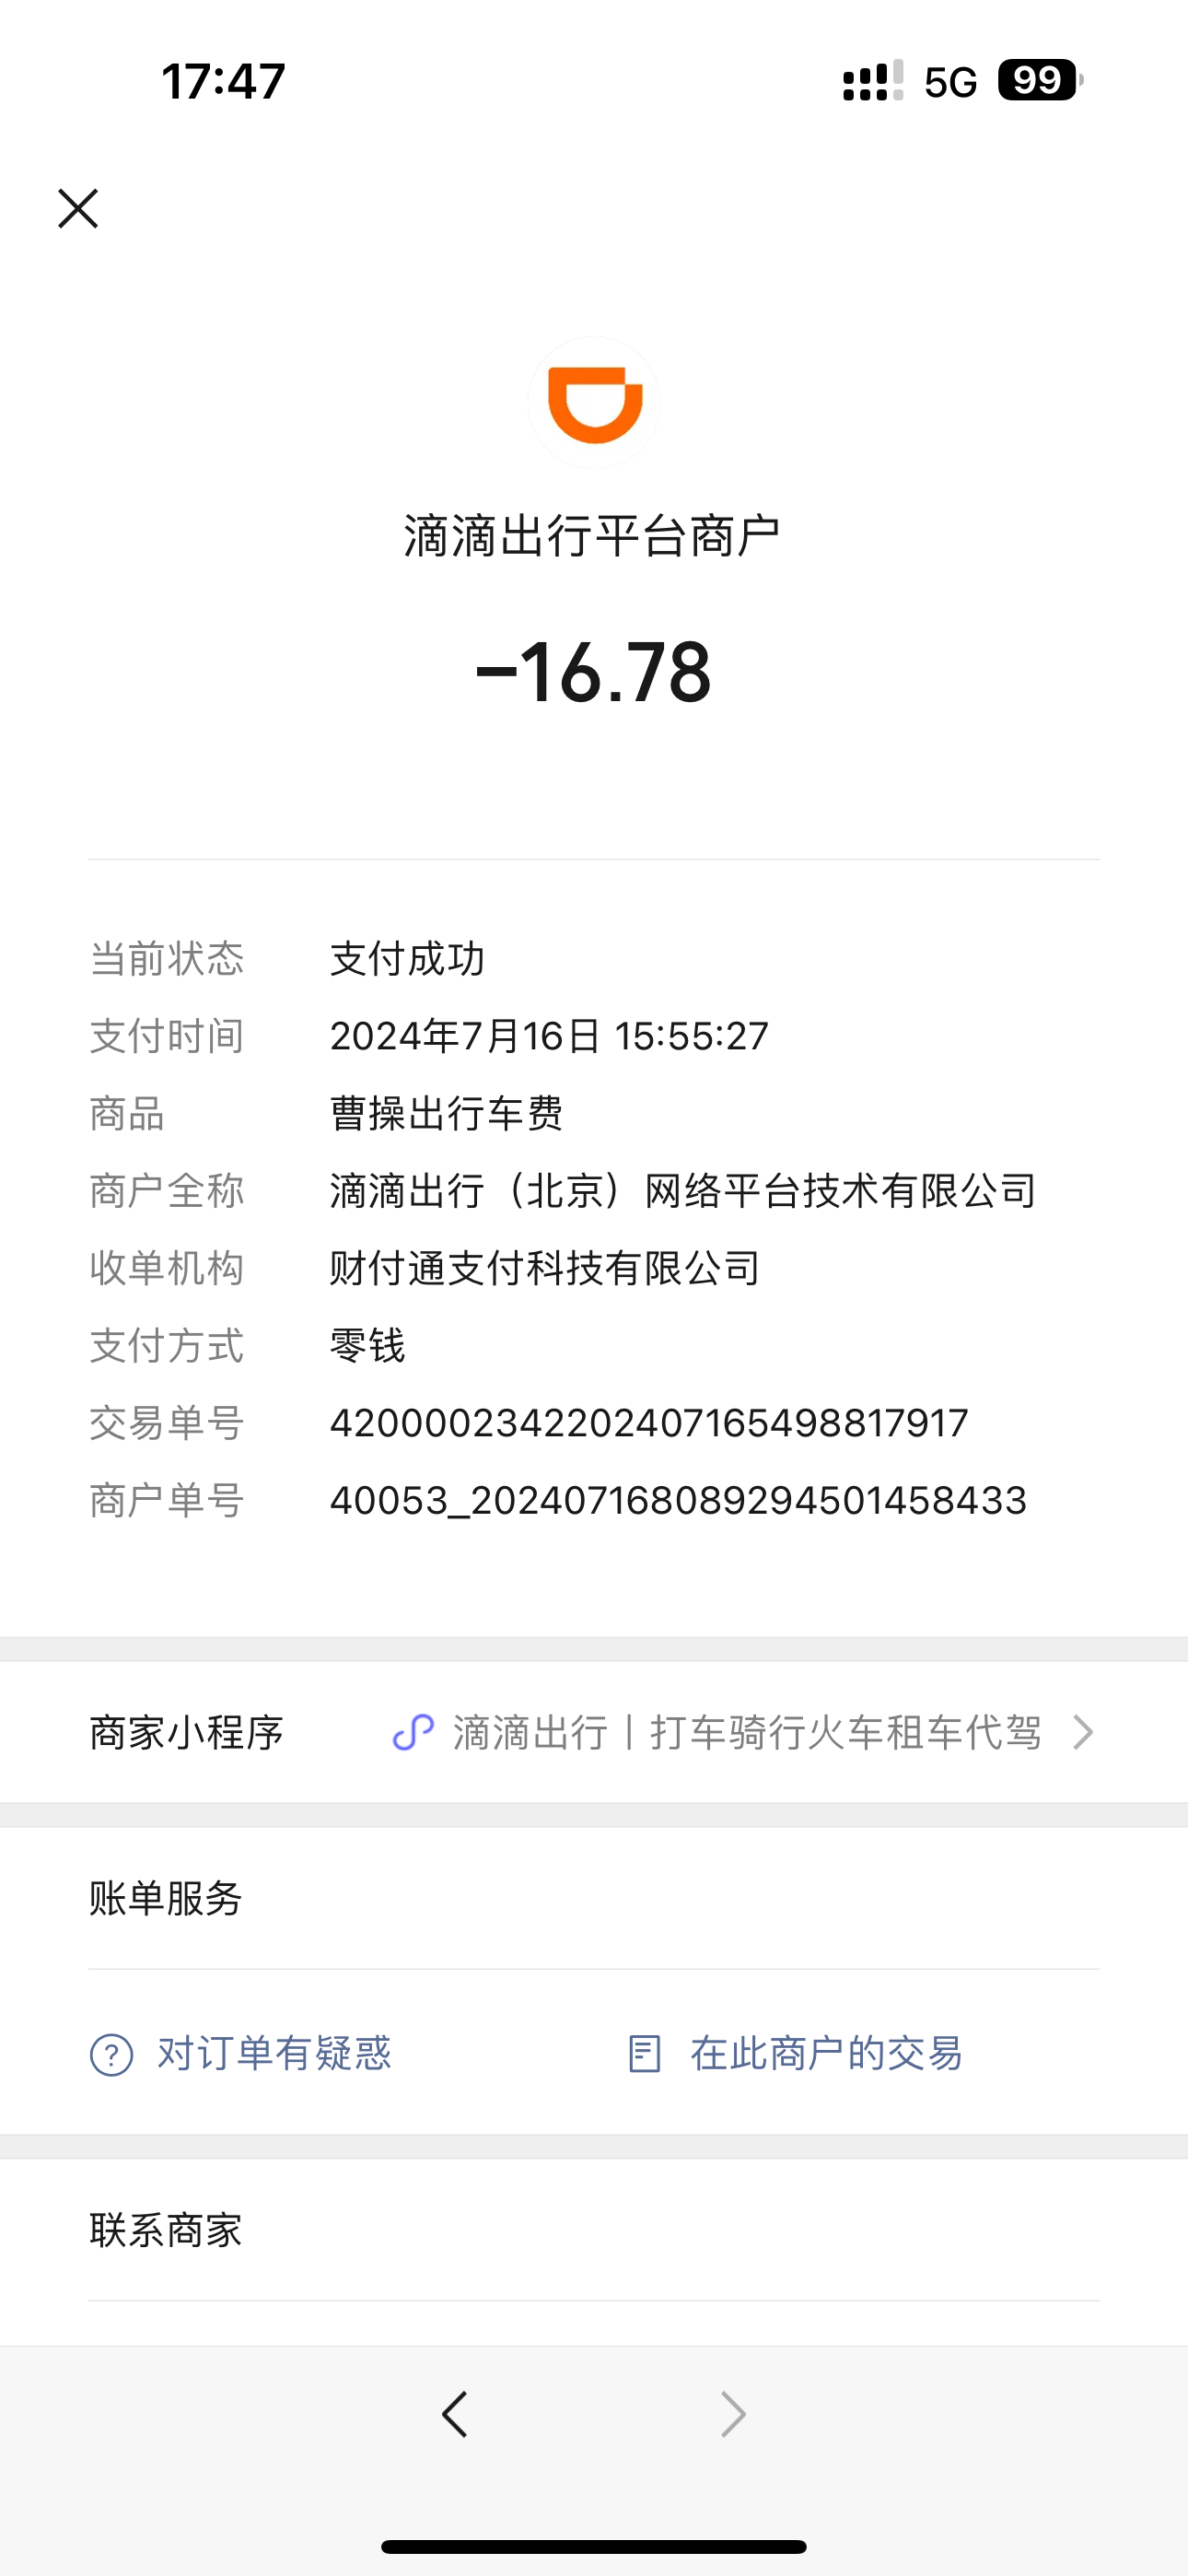 17:47 5G 99
滴滴出行平台商户
-16.78
当前状态 支付成功
支付时间 2024年7月16日 15:55:27
商品 曹操出行车费
商户全称 滴滴出行（北京）网络平台技术有限公司
收单机构 财付通支付科技有限公司
支付方式 零钱
交易单号 4200002342202407165498817917
商户单号 40053_202407168089294501458433
商家小程序 滴滴出行丨打车骑行火车租车代驾
账单服务
对订单有疑惑 在此商户的交易
联系商家